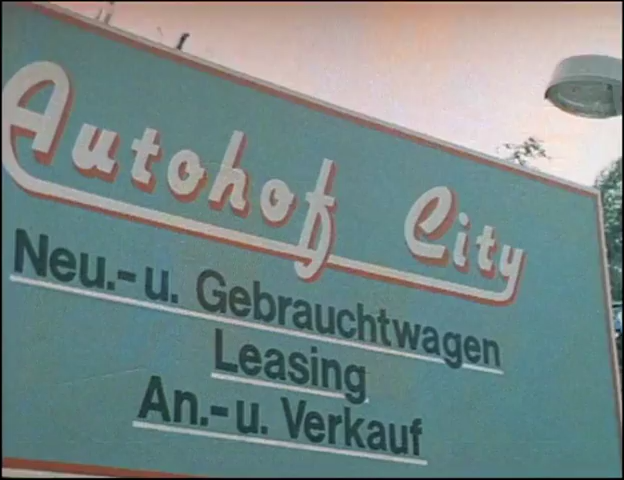 Autohof City
Neu.- u. Gebrauchtwagen
Leasing
An.- u. Verkauf